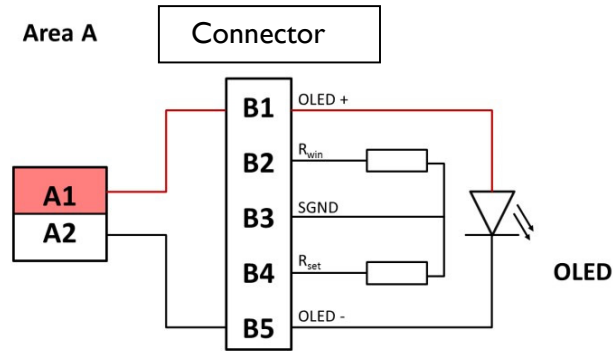 Area A
Connector
B1
OLED +
B2
Rwin
A1
B3
SGND
A2
B4
Rset
OLED
B5
OLED -